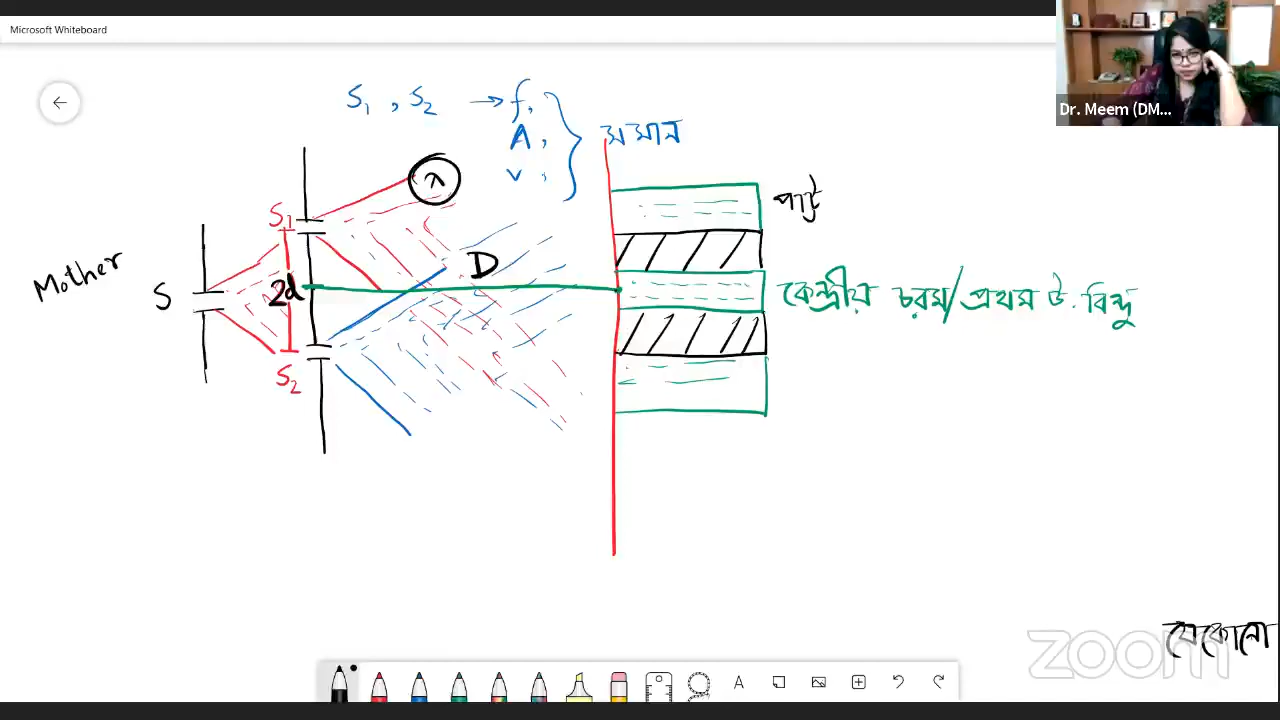 Microsoft Whiteboard
S₁ , S₂ → f,
A,
v,
সমান
Dr. Meem (DM...
λ
S₁
Mother
S
2d
D
S₂
কেন্দ্রীয় চরম/প্রথম উ. বিন্দু
যেকোনো
zoom
A